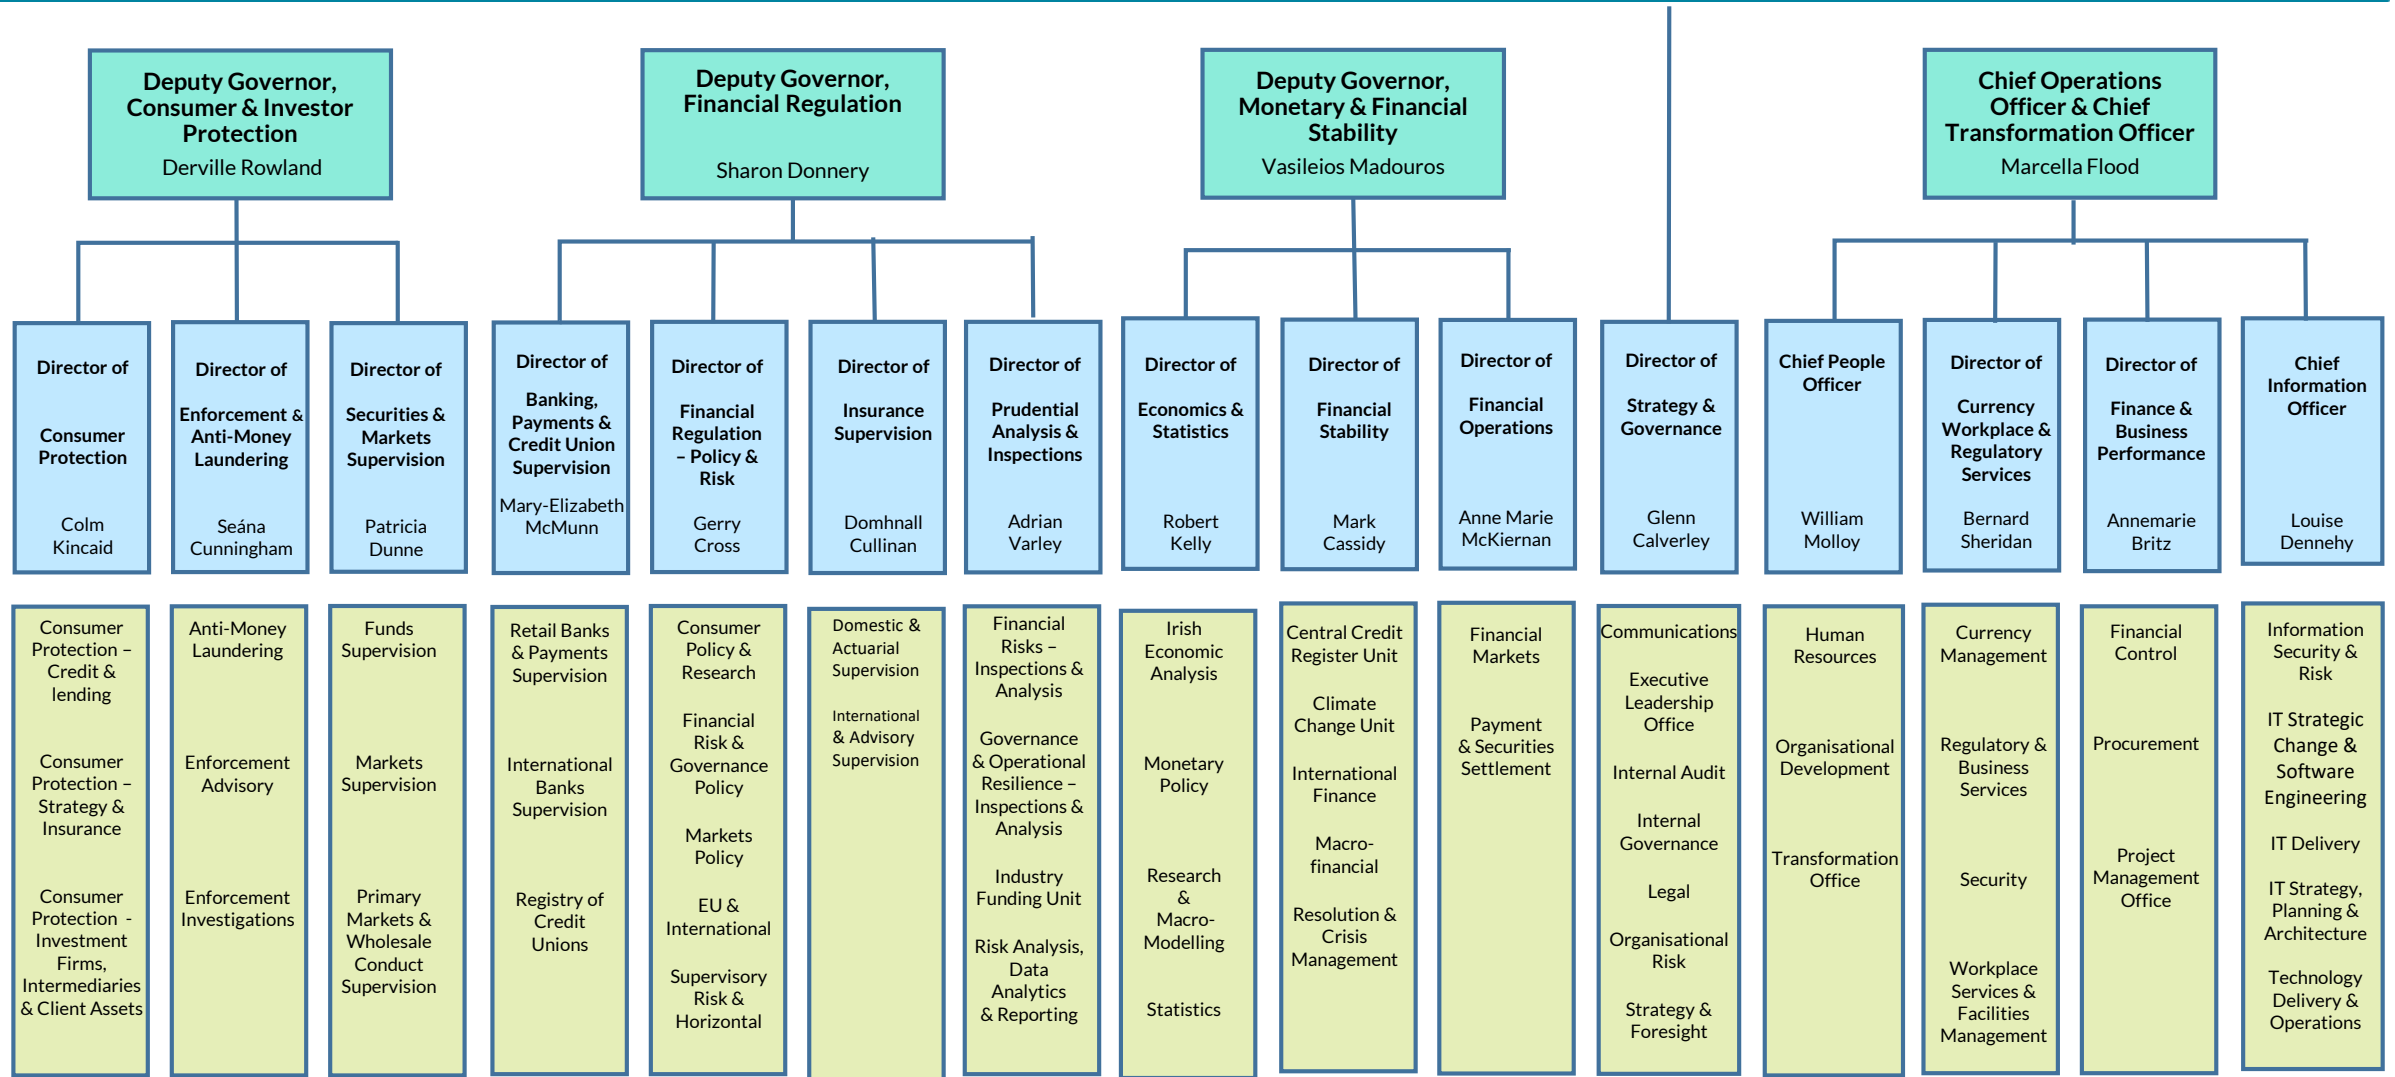 Deputy Governor,
Consumer & Investor
Protection
Derville Rowland
Deputy Governor,
Financial Regulation
Sharon Donnery
Deputy Governor,
Monetary & Financial
Stability
Vasileios Madouros
Chief Operations
Officer & Chief
Transformation Officer
Marcella Flood
Director of
Consumer
Protection
Colm
Kincaid
Director of
Enforcement &
Anti-Money
Laundering
Seána
Cunningham
Director of
Securities &
Markets
Supervision
Patricia
Dunne
Director of
Banking,
Payments &
Credit Union
Supervision
Mary-Elizabeth
McMunn
Director of
Financial
Regulation
– Policy &
Risk
Gerry
Cross
Director of
Insurance
Supervision
Domhnall
Cullinan
Director of
Prudential
Analysis &
Inspections
Adrian
Varley
Director of
Economics &
Statistics
Robert
Kelly
Director of
Financial
Stability
Mark
Cassidy
Director of
Financial
Operations
Anne Marie
McKiernan
Director of
Strategy &
Governance
Glenn
Calverley
Chief People
Officer
William
Molloy
Director of
Currency
Workplace &
Regulatory
Services
Bernard
Sheridan
Director of
Finance &
Business
Performance
Annemarie
Britz
Chief
Information
Officer
Louise
Dennehy
Consumer
Protection –
Credit &
lending
Consumer
Protection –
Strategy &
Insurance
Consumer
Protection -
Investment
Firms,
Intermediaries
& Client Assets
Anti-Money
Laundering
Enforcement
Advisory
Enforcement
Investigations
Funds
Supervision
Markets
Supervision
Primary
Markets &
Wholesale
Conduct
Supervision
Retail Banks
& Payments
Supervision
International
Banks
Supervision
Registry of
Credit
Unions
Consumer
Policy &
Research
Financial
Risk &
Governance
Policy
Markets
Policy
EU &
International
Supervisory
Risk &
Horizontal
Domestic &
Actuarial
Supervision
International
& Advisory
Supervision
Financial
Risks –
Inspections &
Analysis
Governance
& Operational
Resilience –
Inspections &
Analysis
Industry
Funding Unit
Risk Analysis,
Data
Analytics
& Reporting
Irish
Economic
Analysis
Monetary
Policy
Research
&
Macro-
Modelling
Statistics
Central Credit
Register Unit
Climate
Change Unit
International
Finance
Macro-
financial
Resolution &
Crisis
Management
Financial
Markets
Payment
& Securities
Settlement
Communications
Executive
Leadership
Office
Internal Audit
Internal
Governance
Legal
Organisational
Risk
Strategy &
Foresight
Human
Resources
Organisational
Development
Transformation
Office
Currency
Management
Regulatory &
Business
Services
Security
Workplace
Services &
Facilities
Management
Financial
Control
Procurement
Project
Management
Office
Information
Security &
Risk
IT Strategic
Change &
Software
Engineering
IT Delivery
IT Strategy,
Planning &
Architecture
Technology
Delivery &
Operations